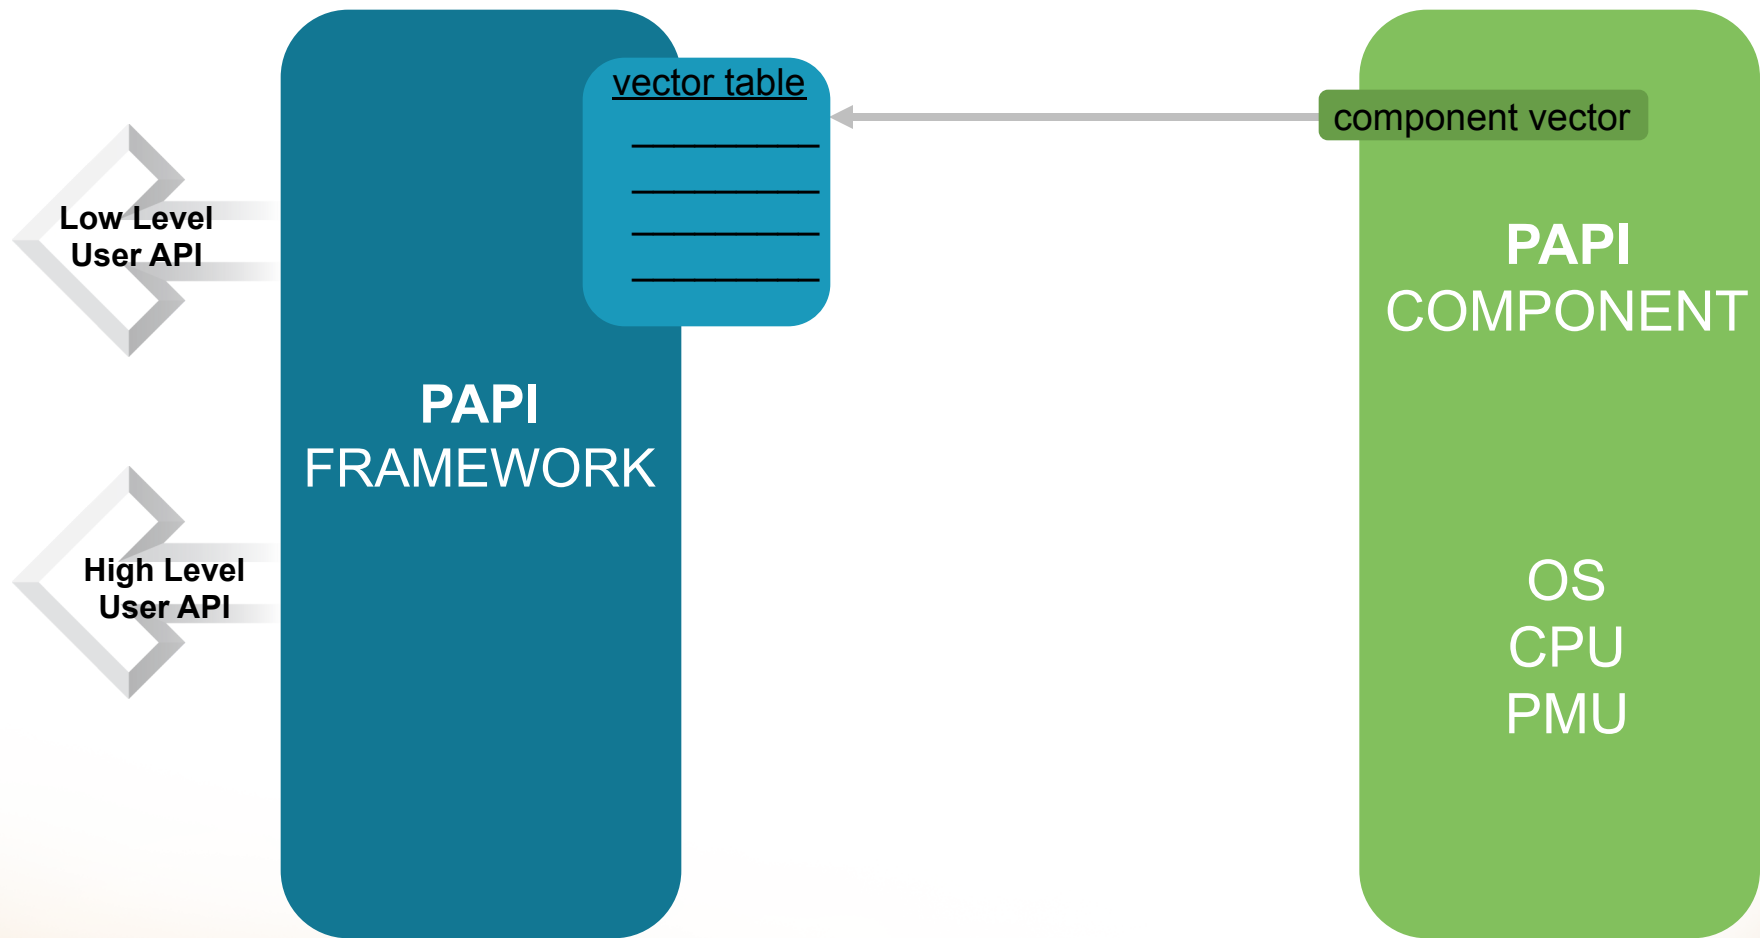 vector table
component vector
Low Level
User API
PAPI
COMPONENT
PAPI
FRAMEWORK
High Level
User API
OS
CPU
PMU